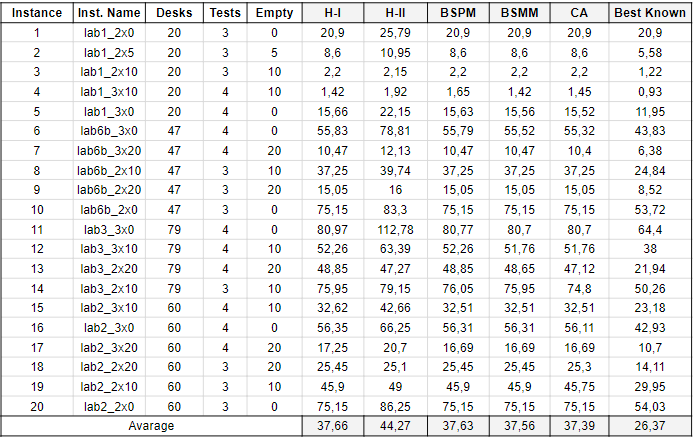 Instance Inst. Name Desks Tests Empty H-I H-II BSPM BSMM CA Best Known
1 lab1_2x0 20 3 0 20,9 25,79 20,9 20,9 20,9 20,9
2 lab1_2x5 20 3 5 8,6 10,95 8,6 8,6 8,6 5,58
3 lab1_2x10 20 3 10 2,2 2,15 2,2 2,2 2,2 1,22
4 lab1_3x10 20 4 10 1,42 1,92 1,65 1,42 1,45 0,93
5 lab1_3x0 20 4 0 15,66 22,15 15,63 15,56 15,52 11,95
6 lab6b_3x0 47 4 0 55,83 78,81 55,79 55,52 55,32 43,83
7 lab6b_3x20 47 4 20 10,47 12,13 10,47 10,47 10,4 6,38
8 lab6b_2x10 47 3 10 37,25 39,74 37,25 37,25 37,25 24,84
9 lab6b_2x20 47 3 20 15,05 16 15,05 15,05 15,05 8,52
10 lab6b_2x0 47 3 0 75,15 83,3 75,15 75,15 75,15 53,72
11 lab3_3x0 79 4 0 80,97 112,78 80,77 80,7 80,7 64,4
12 lab3_3x10 79 4 10 52,26 63,39 52,26 51,76 51,76 38
13 lab3_2x20 79 4 20 48,85 47,27 48,85 48,65 47,12 21,94
14 lab3_2x10 79 3 10 75,95 79,15 76,05 75,95 74,8 50,26
15 lab2_3x10 60 4 10 32,62 42,66 32,51 32,51 32,51 23,18
16 lab2_3x0 60 4 0 56,35 66,25 56,31 56,31 56,11 42,93
17 lab2_3x20 60 4 20 17,25 20,7 16,69 16,69 16,69 10,7
18 lab2_2x20 60 3 20 25,45 25,1 25,45 25,45 25,3 14,11
19 lab2_2x10 60 3 10 45,9 49 45,9 45,9 45,75 29,95
20 lab2_2x0 60 3 0 75,15 86,25 75,15 75,15 75,15 54,03
Avarage 37,66 44,27 37,63 37,56 37,39 26,37